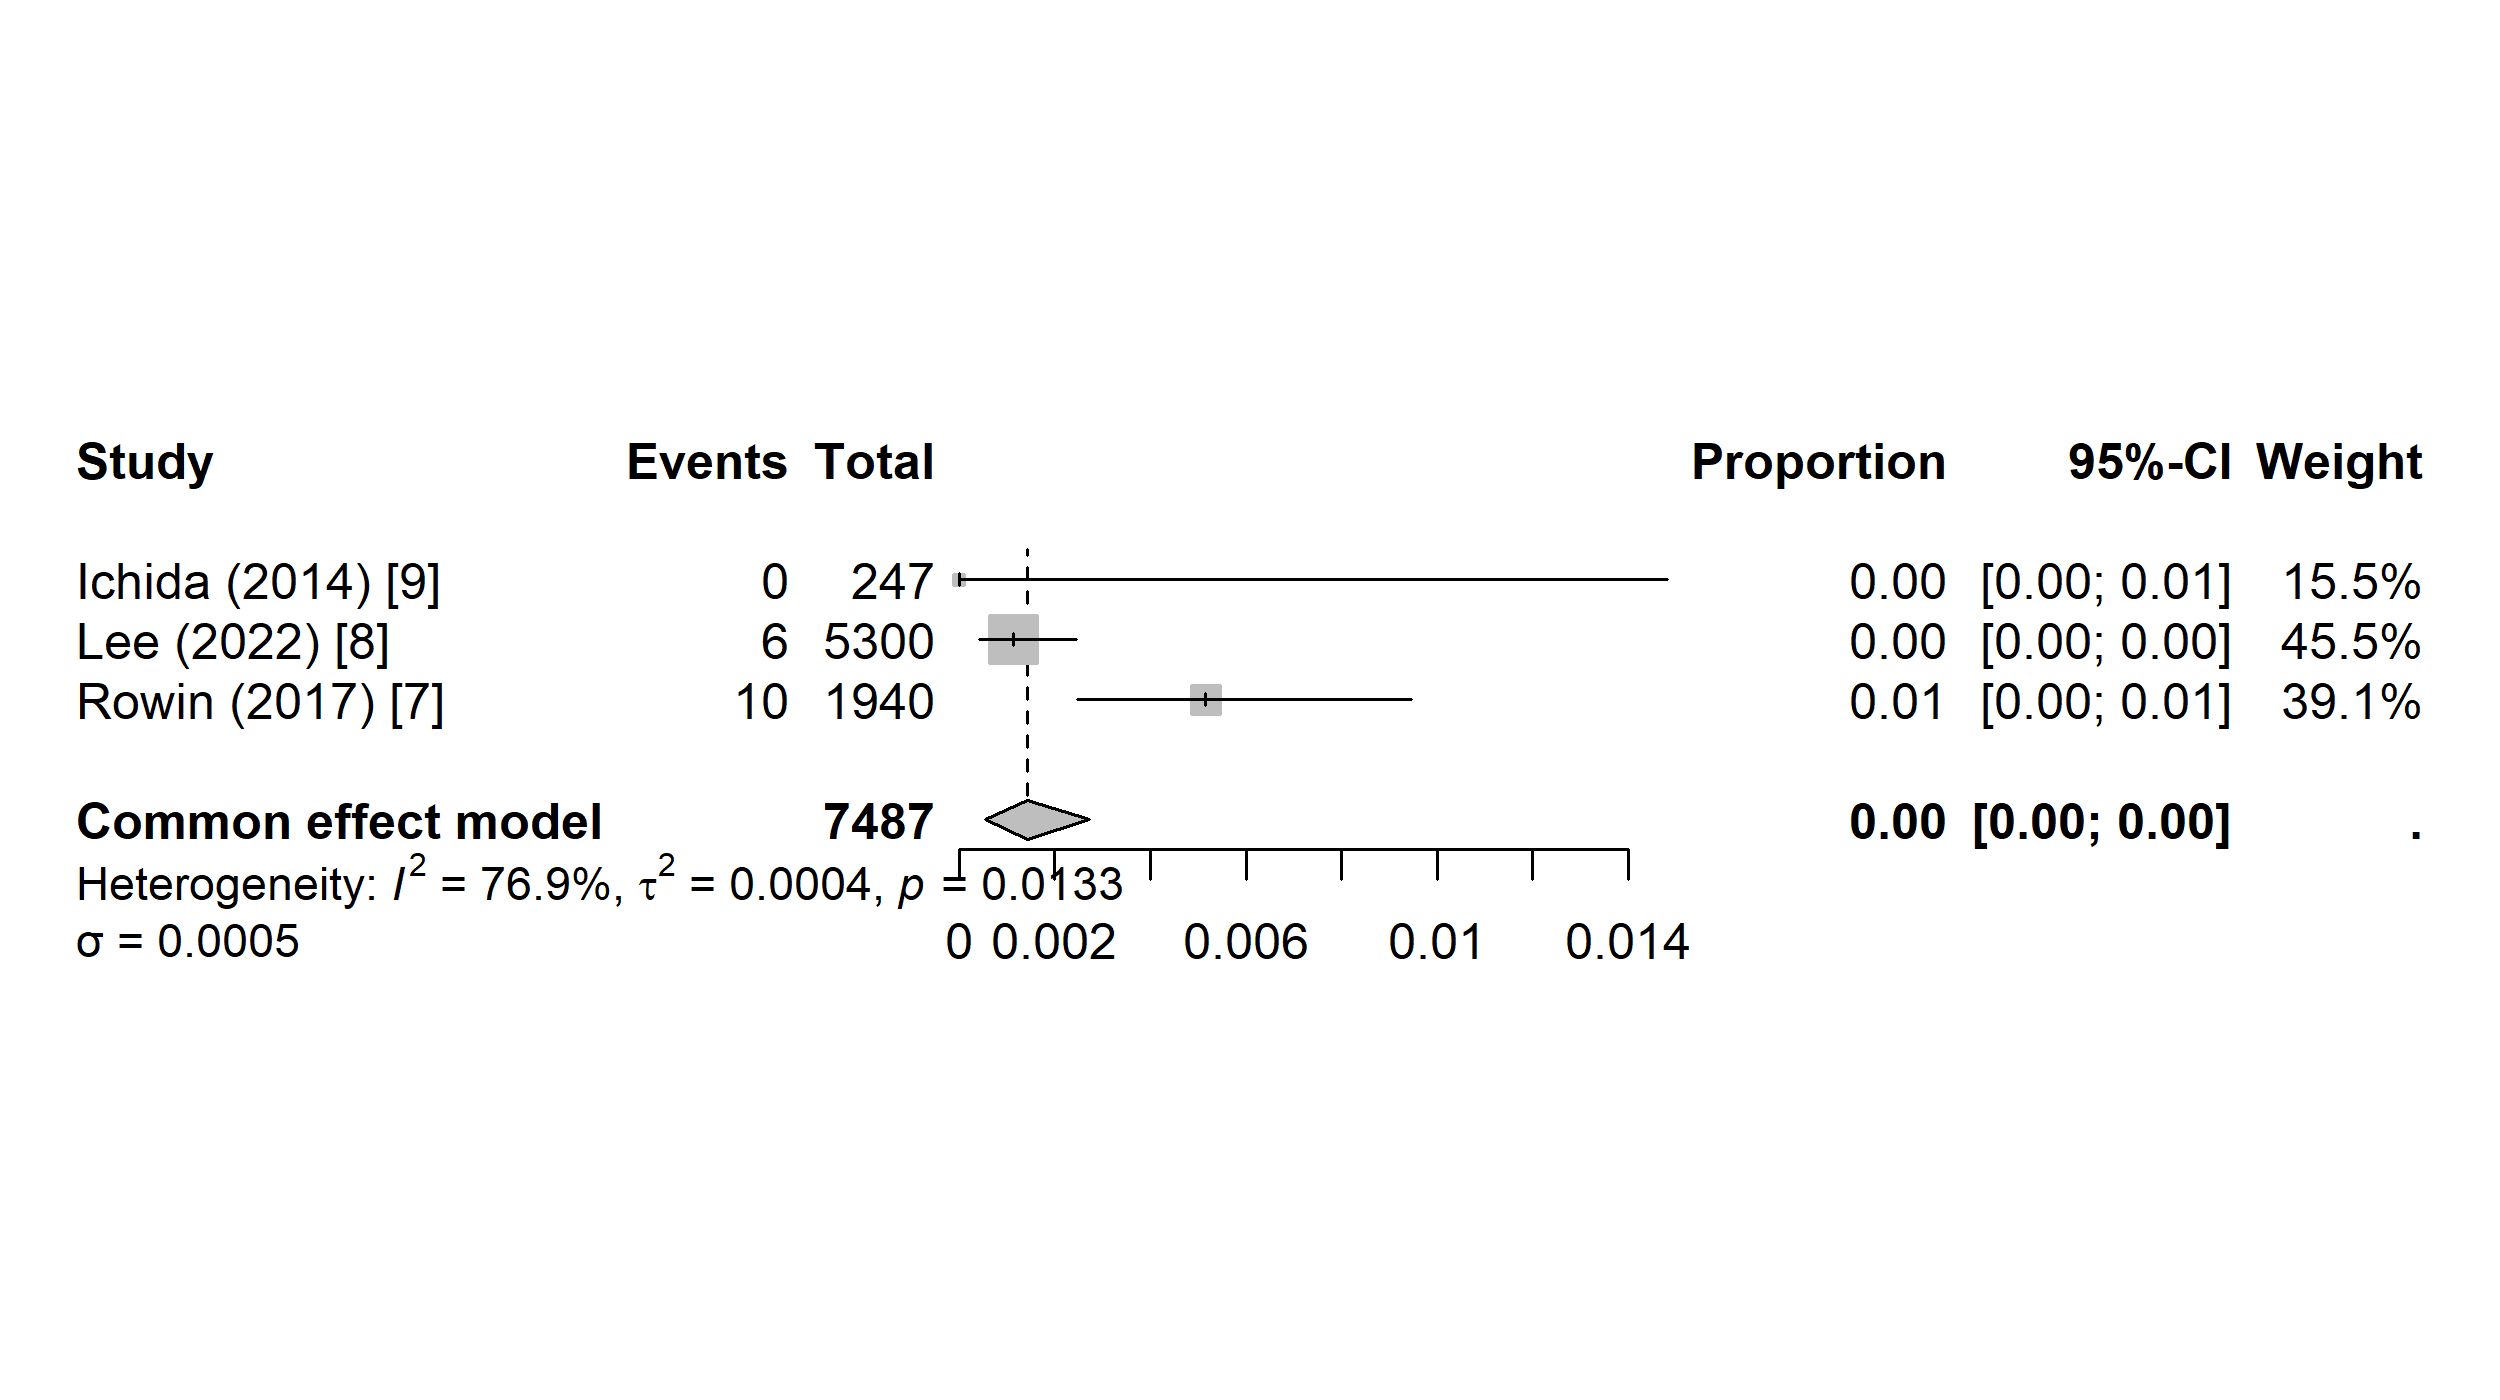 Study Events Total Proportion 95%-CI Weight
Ichida (2014) [9] 0 247 0.00 [0.00; 0.01] 15.5%
Lee (2022) [8] 6 5300 0.00 [0.00; 0.00] 45.5%
Rowin (2017) [7] 10 1940 0.01 [0.00; 0.01] 39.1%
Common effect model 7487 0.00 [0.00; 0.00] .
Heterogeneity: I² = 76.9%, τ² = 0.0004, p = 0.0133
σ = 0.0005 0 0.002 0.006 0.01 0.014